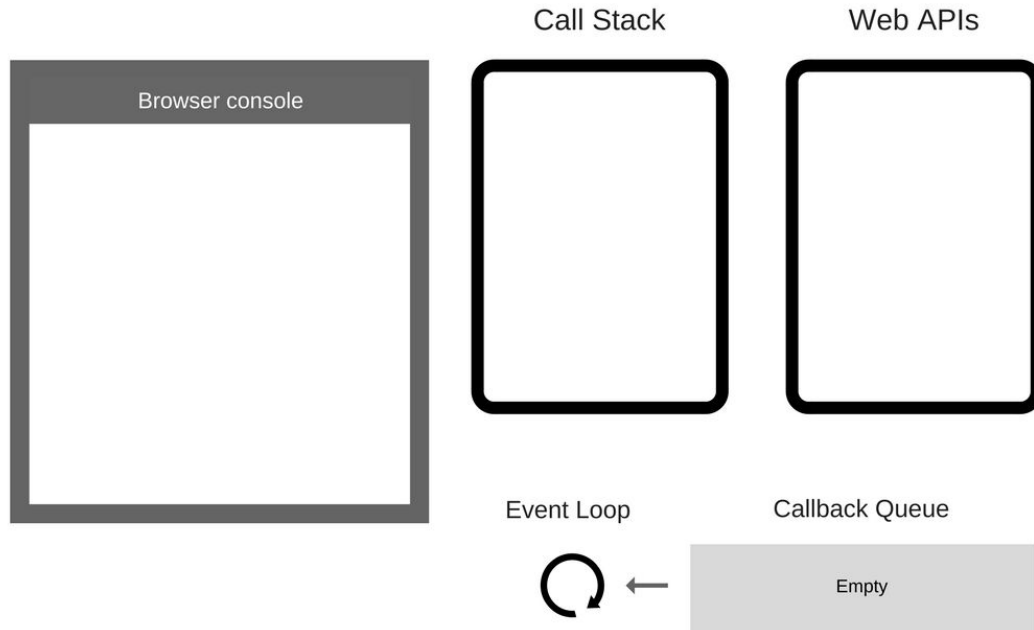 Call Stack
Web APIs
Browser console
Event Loop
Callback Queue
Empty